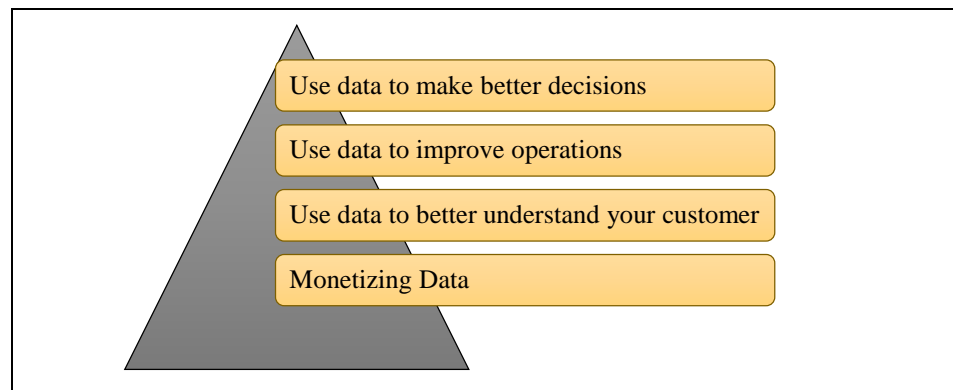 Use data to make better decisions
Use data to improve operations
Use data to better understand your customer
Monetizing Data